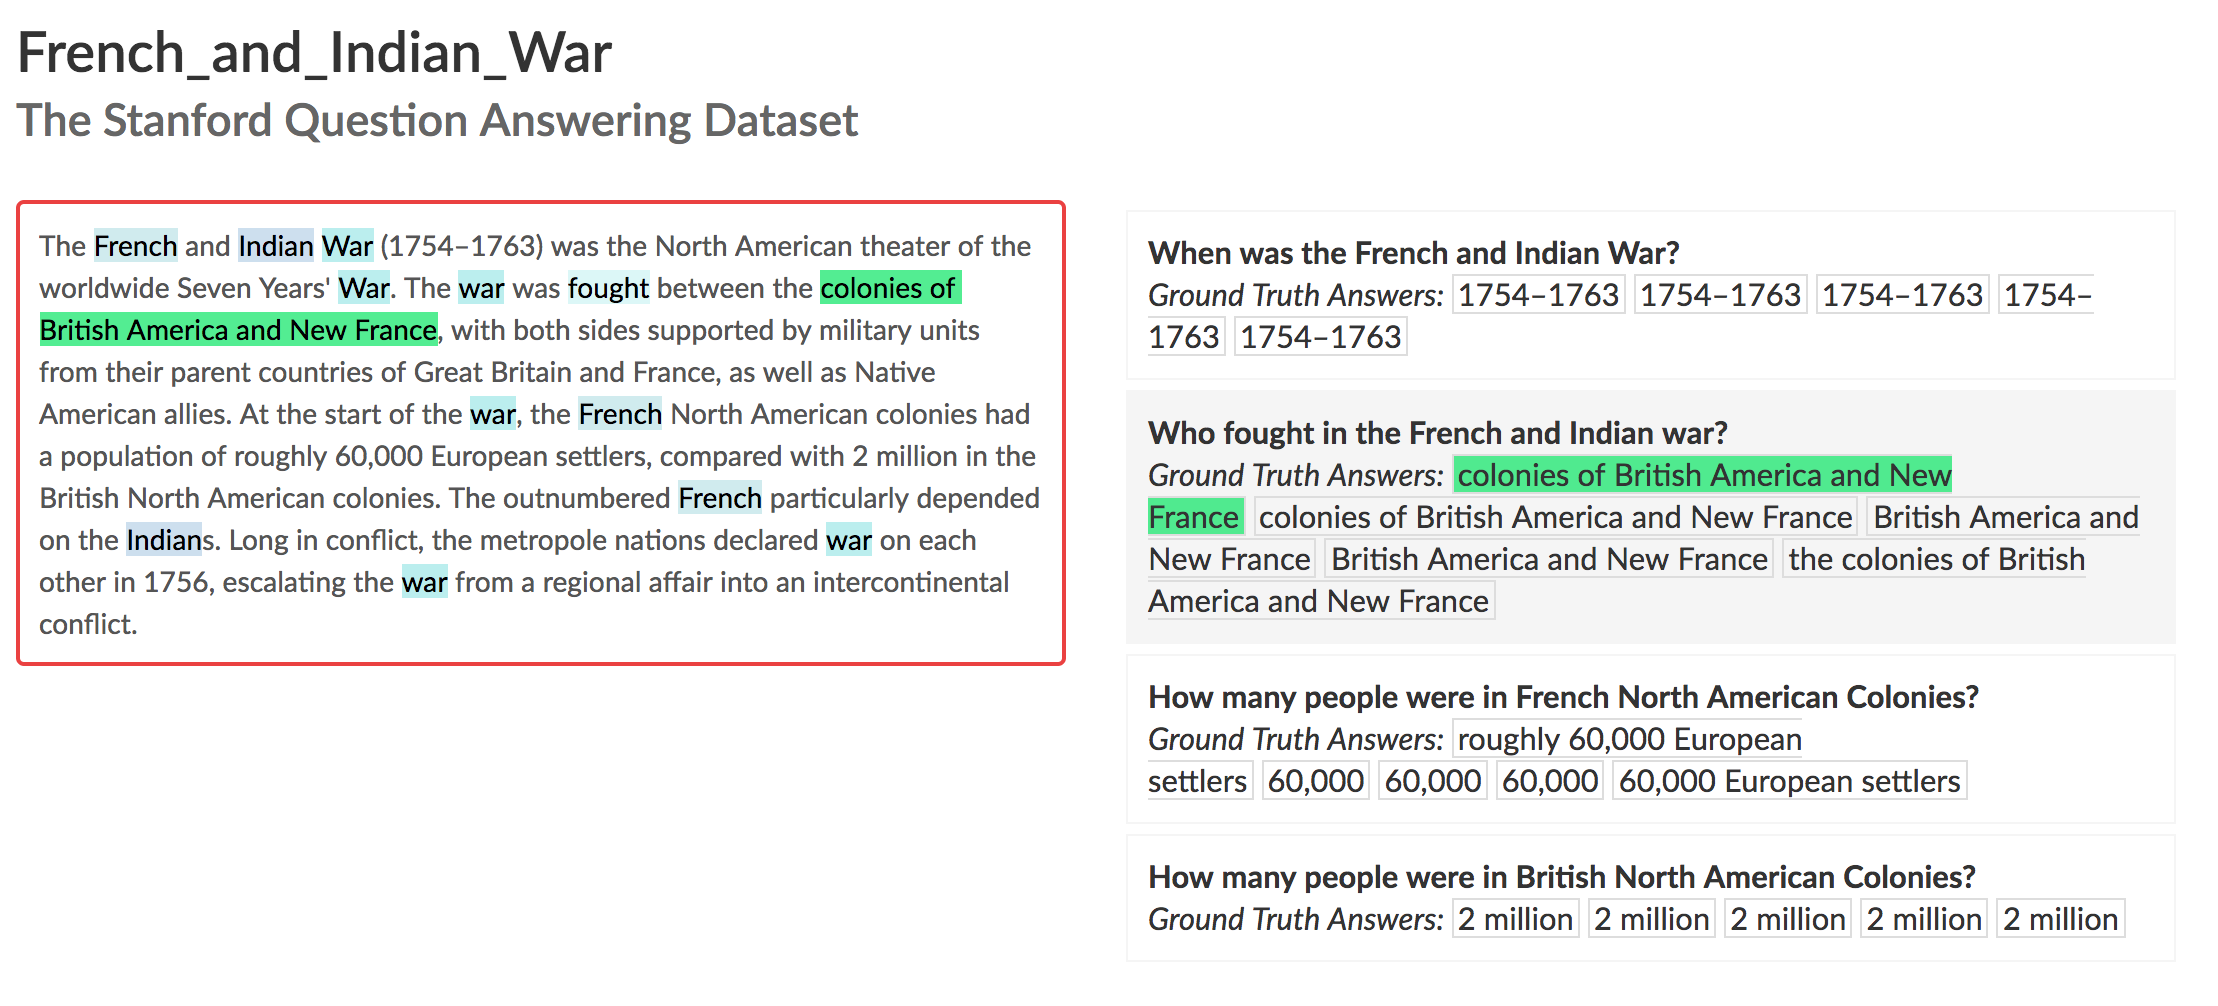 French_and_Indian_War
The Stanford Question Answering Dataset
The French and Indian War (1754–1763) was the North American theater of the
worldwide Seven Years' War. The war was fought between the colonies of
British America and New France, with both sides supported by military units
from their parent countries of Great Britain and France, as well as Native
American allies. At the start of the war, the French North American colonies had
a population of roughly 60,000 European settlers, compared with 2 million in the
British North American colonies. The outnumbered French particularly depended
on the Indians. Long in conflict, the metropole nations declared war on each
other in 1756, escalating the war from a regional affair into an intercontinental
conflict.
When was the French and Indian War?
Ground Truth Answers: 1754–1763 1754–1763 1754–1763 1754–
1763 1754–1763
Who fought in the French and Indian war?
Ground Truth Answers: colonies of British America and New
France colonies of British America and New France British America and
New France British America and New France the colonies of British
America and New France
How many people were in French North American Colonies?
Ground Truth Answers: roughly 60,000 European
settlers 60,000 60,000 60,000 60,000 European settlers
How many people were in British North American Colonies?
Ground Truth Answers: 2 million 2 million 2 million 2 million 2 million